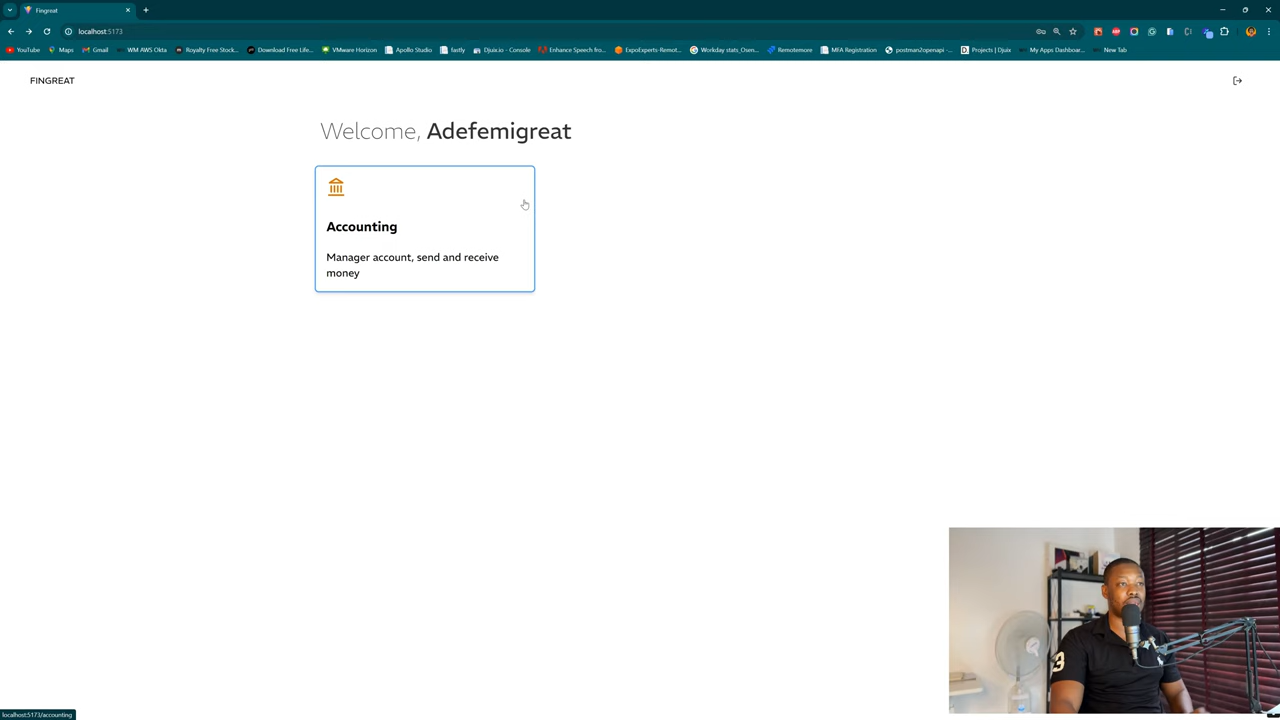 Fingreat
localhost:5173
YouTube Maps Gmail WM AWS Okta Royalty Free Stock... Download Free Life... VMware Horizon Apollo Studio fastly Djuix.io - Console Enhance Speech fro... ExpoExperts-Remot... Workday stats_Osen... Remotemore MFA Registration postman2openapi -... Projects | Djuix My Apps Dashboar... New Tab
FINGREAT
Welcome, Adefemigreat
Accounting
Manager account, send and receive
money
3
localhost:5173/accounting